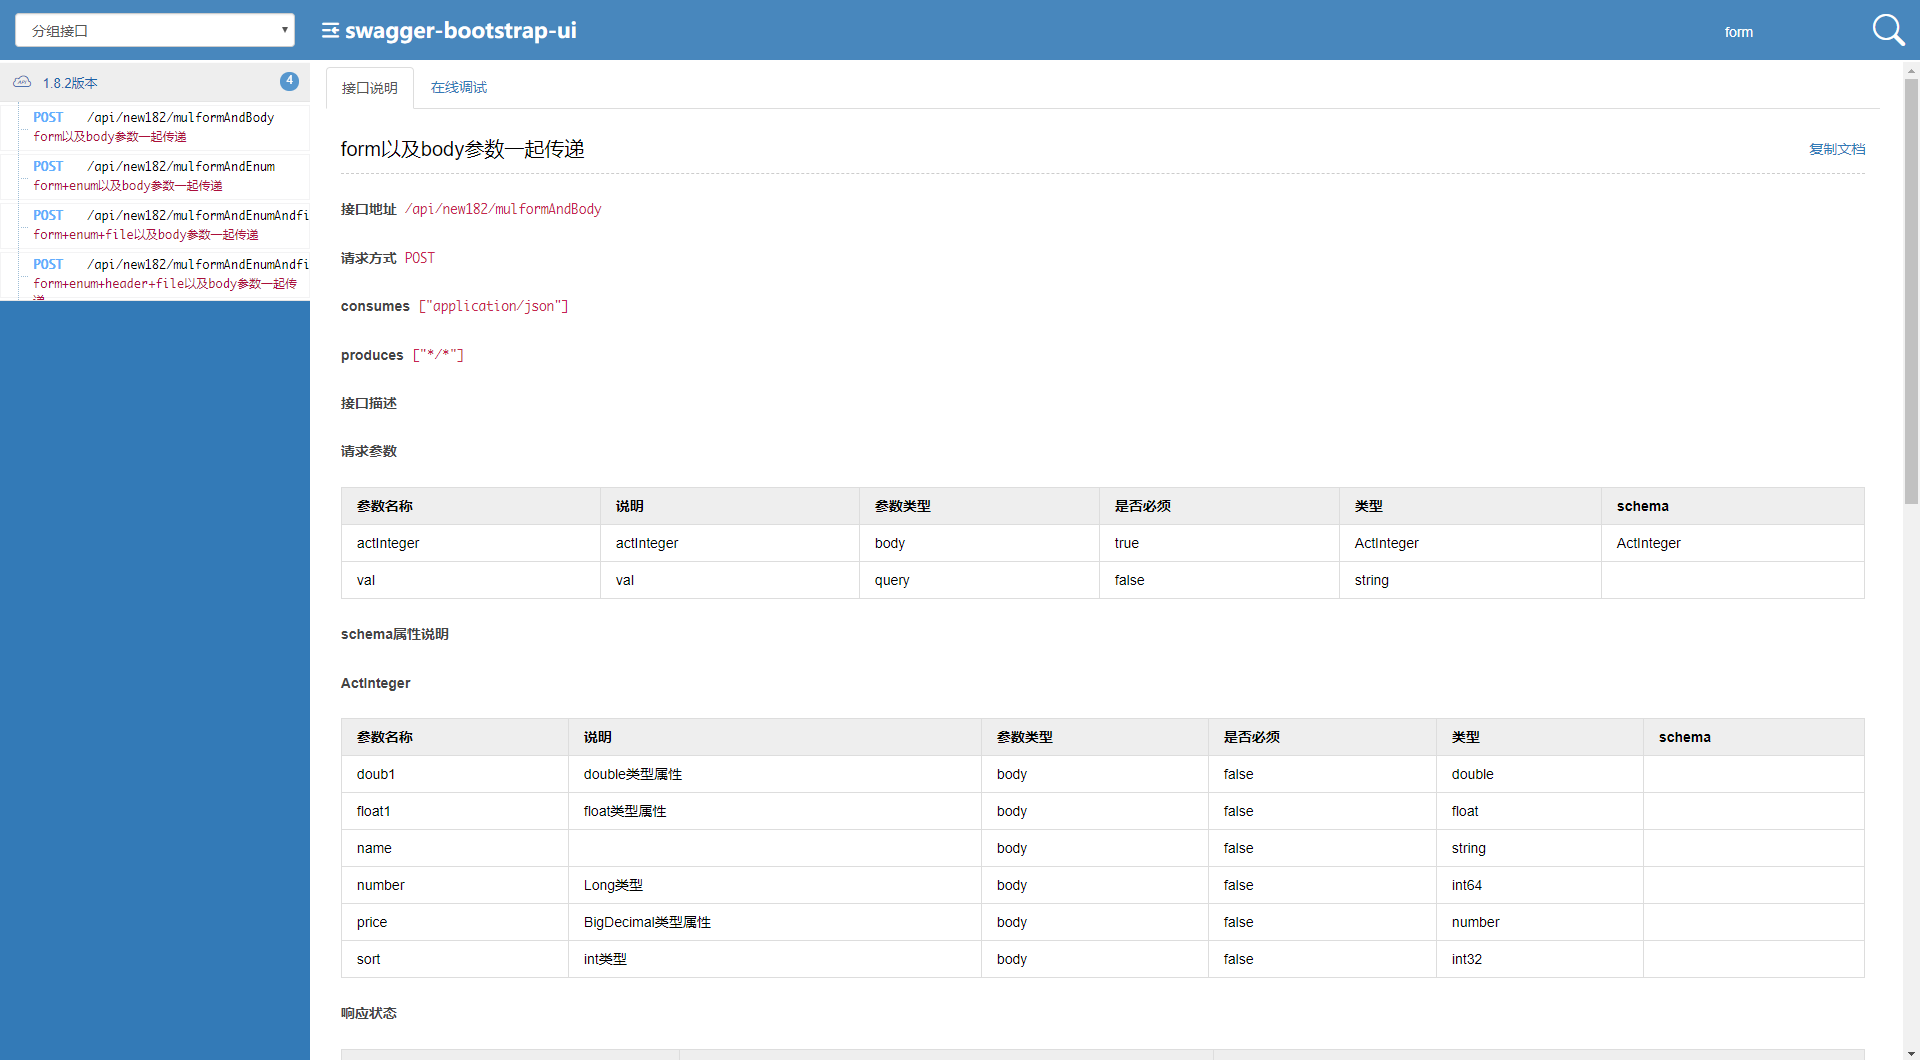 分组接口
swagger-bootstrap-ui
form
1.8.2版本
4
POST /api/new182/mulformAndBody
form以及body参数一起传递
POST /api/new182/mulformAndEnum
form+enum以及body参数一起传递
POST /api/new182/mulformAndEnumAndfi
form+enum+file以及body参数一起传递
POST /api/new182/mulformAndEnumAndfi
form+enum+header+file以及body参数一起传
递
接口说明 在线调试
form以及body参数一起传递 复制文档
接口地址 /api/new182/mulformAndBody
请求方式 POST
consumes ["application/json"]
produces ["*/*"]
接口描述
请求参数
参数名称 说明 参数类型 是否必须 类型 schema
actInteger actInteger body true ActInteger ActInteger
val val query false string
schema属性说明
ActInteger
参数名称 说明 参数类型 是否必须 类型 schema
doub1 double类型属性 body false double
float1 float类型属性 body false float
name body false string
number Long类型 body false int64
price BigDecimal类型属性 body false number
sort int类型 body false int32
响应状态